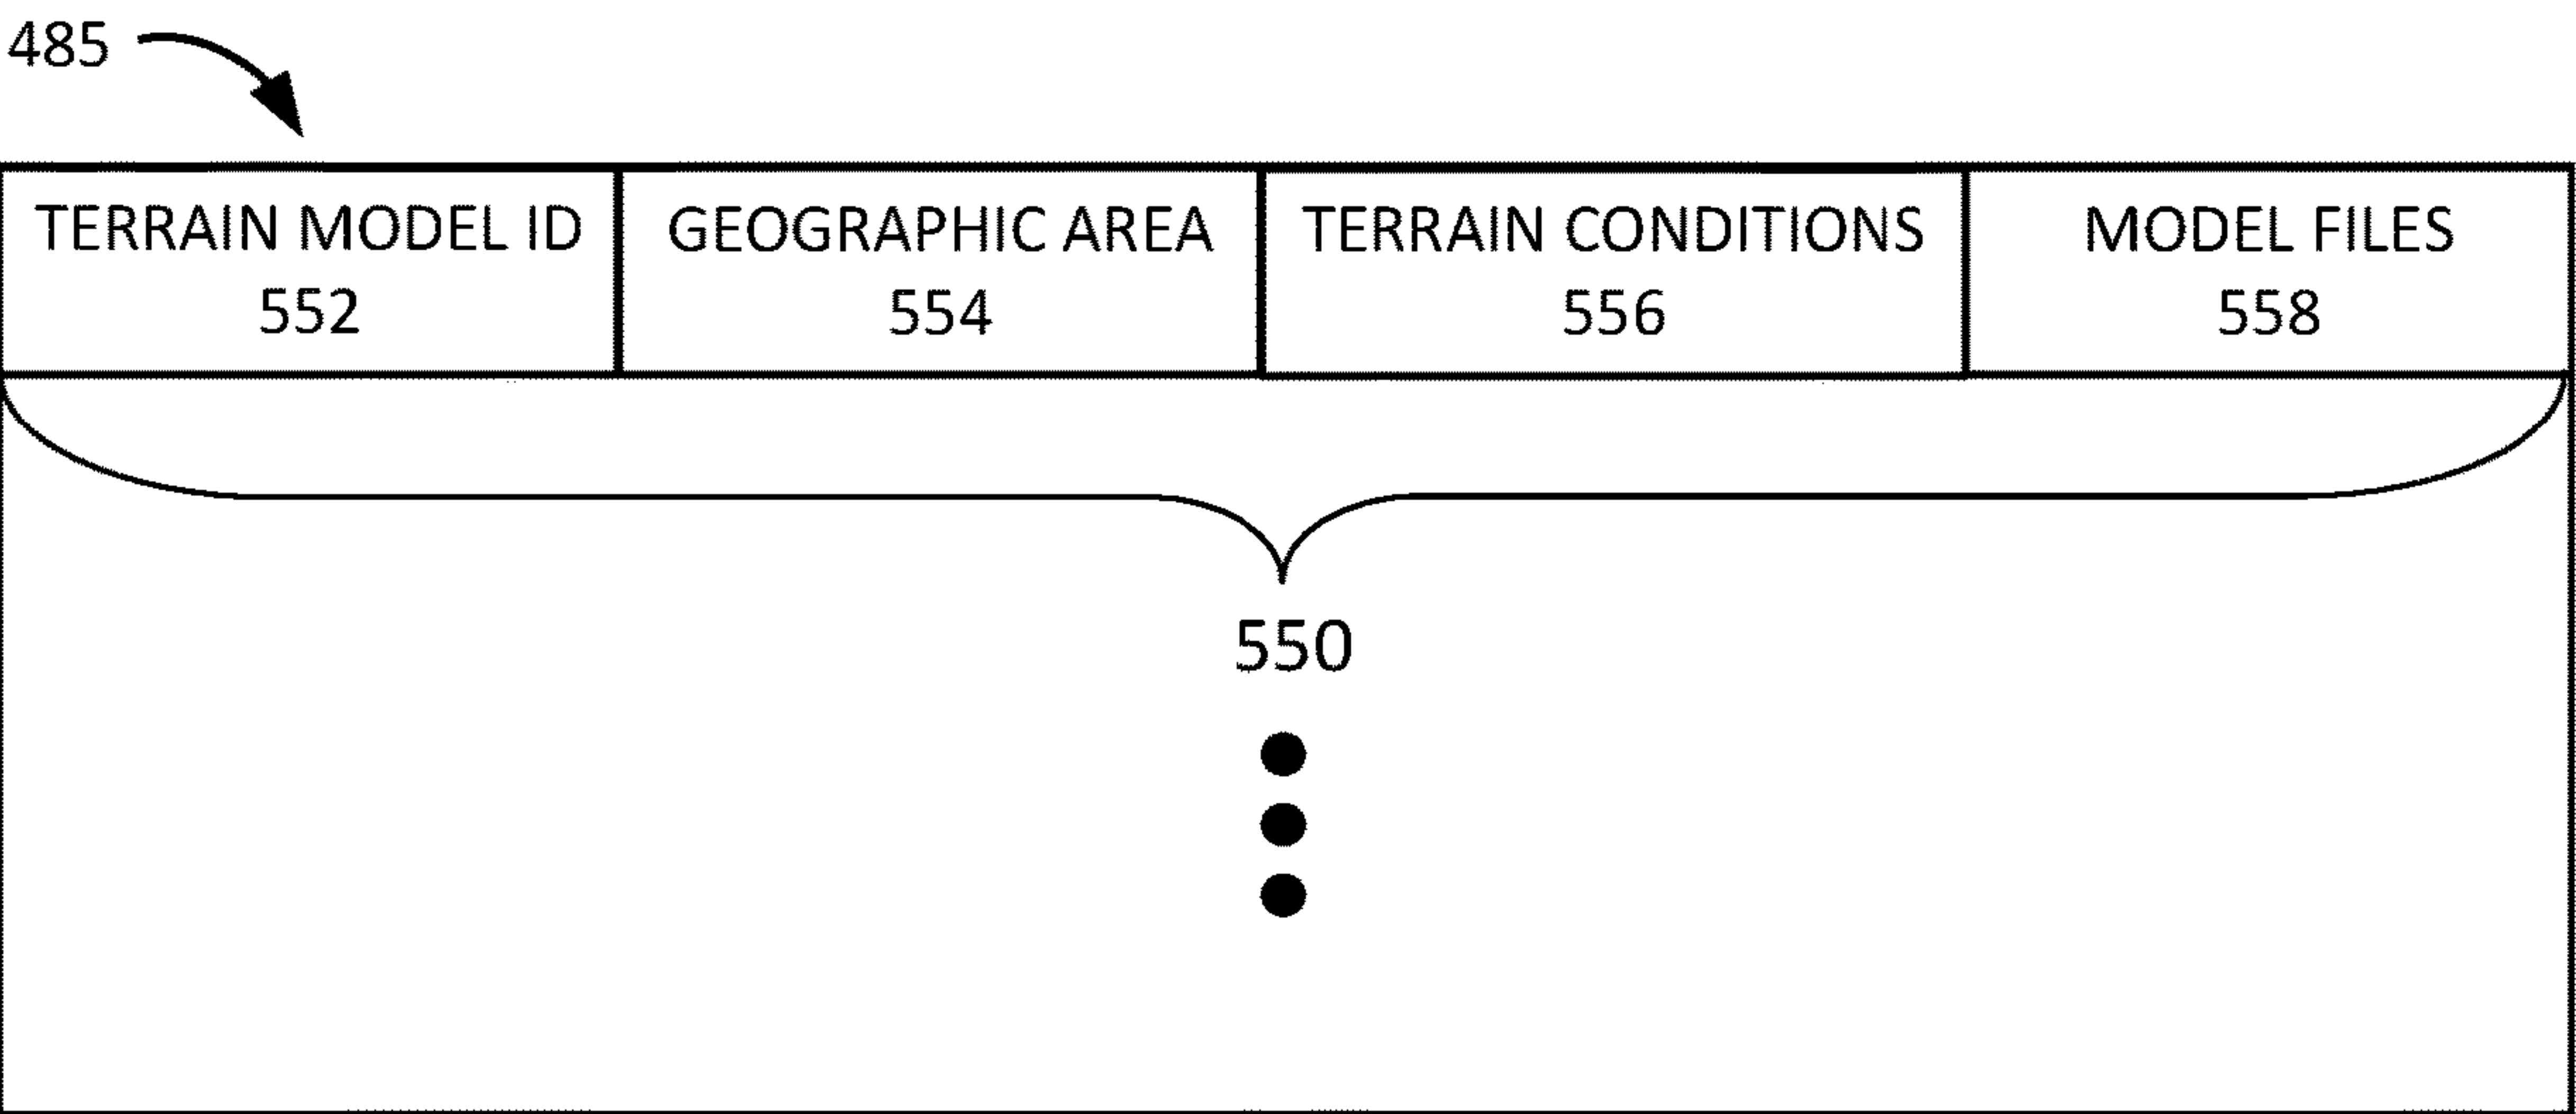 485
TERRAIN MODEL ID
552
GEOGRAPHIC AREA
554
TERRAIN CONDITIONS
556
MODEL FILES
558
550